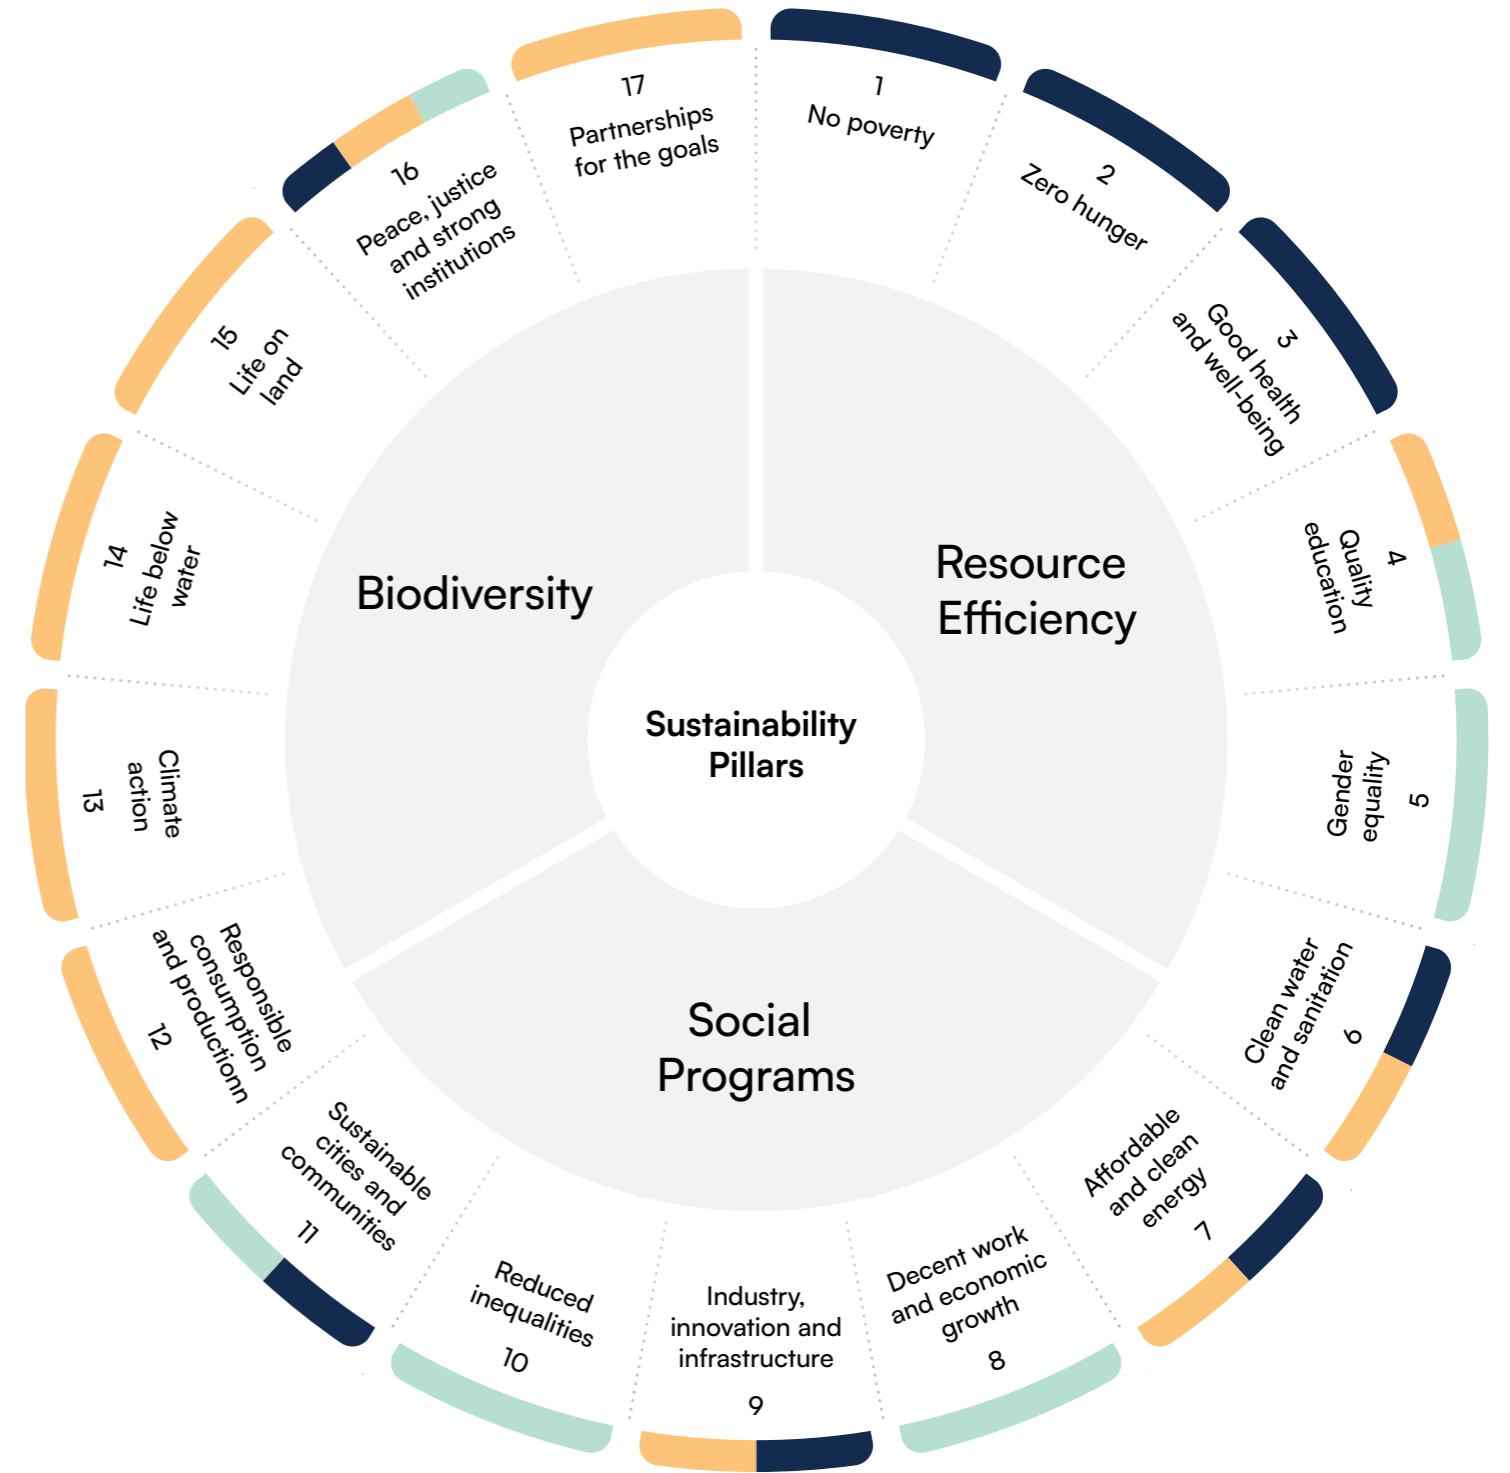 Sustainability
Pillars
Resource
Efficiency
Social
Programs
Biodiversity
1
No poverty
2
Zero hunger
3
Good health
and well-being
4
Quality
education
5
Gender
equality
6
Clean water
and sanitation
7
Affordable
and clean
energy
8
Decent work
and economic
growth
9
Industry,
innovation and
infrastructure
10
Reduced
inequalities
11
Sustainable
cities and
communities
12
Responsible
consumption
and productionn
13
Climate
action
14
Life below
water
15
Life on
land
16
Peace, justice
and strong
institutions
17
Partnerships
for the goals